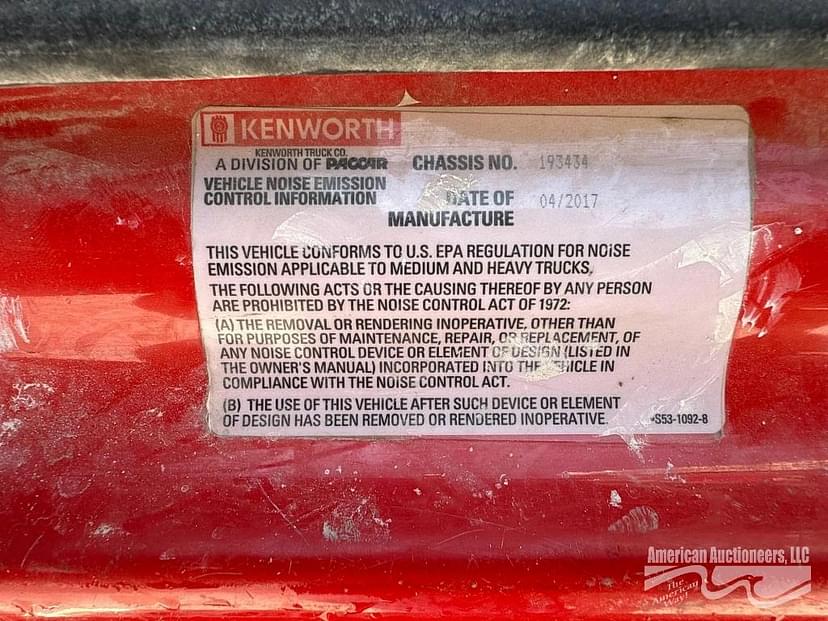 KENWORTH
KENWORTH TRUCK CO.
A DIVISION OF PACCAR
CHASSIS NO. 193434
VEHICLE NOISE EMISSION
CONTROL INFORMATION
DATE OF
MANUFACTURE
04/2017
THIS VEHICLE CONFORMS TO U.S. EPA REGULATION FOR NOISE
EMISSION APPLICABLE TO MEDIUM AND HEAVY TRUCKS.
THE FOLLOWING ACTS OR THE CAUSING THEREOF BY ANY PERSON
ARE PROHIBITED BY THE NOISE CONTROL ACT OF 1972:
(A) THE REMOVAL OR RENDERING INOPERATIVE, OTHER THAN
FOR PURPOSES OF MAINTENANCE, REPAIR, OR REPLACEMENT, OF
ANY NOISE CONTROL DEVICE OR ELEMENT OF DESIGN (LISTED IN
THE OWNER'S MANUAL) INCORPORATED INTO THE VEHICLE IN
COMPLIANCE WITH THE NOISE CONTROL ACT.
(B) THE USE OF THIS VEHICLE AFTER SUCH DEVICE OR ELEMENT
OF DESIGN HAS BEEN REMOVED OR RENDERED INOPERATIVE.
S53-1092-8
American Auctioneers, LLC
The
American
Way!